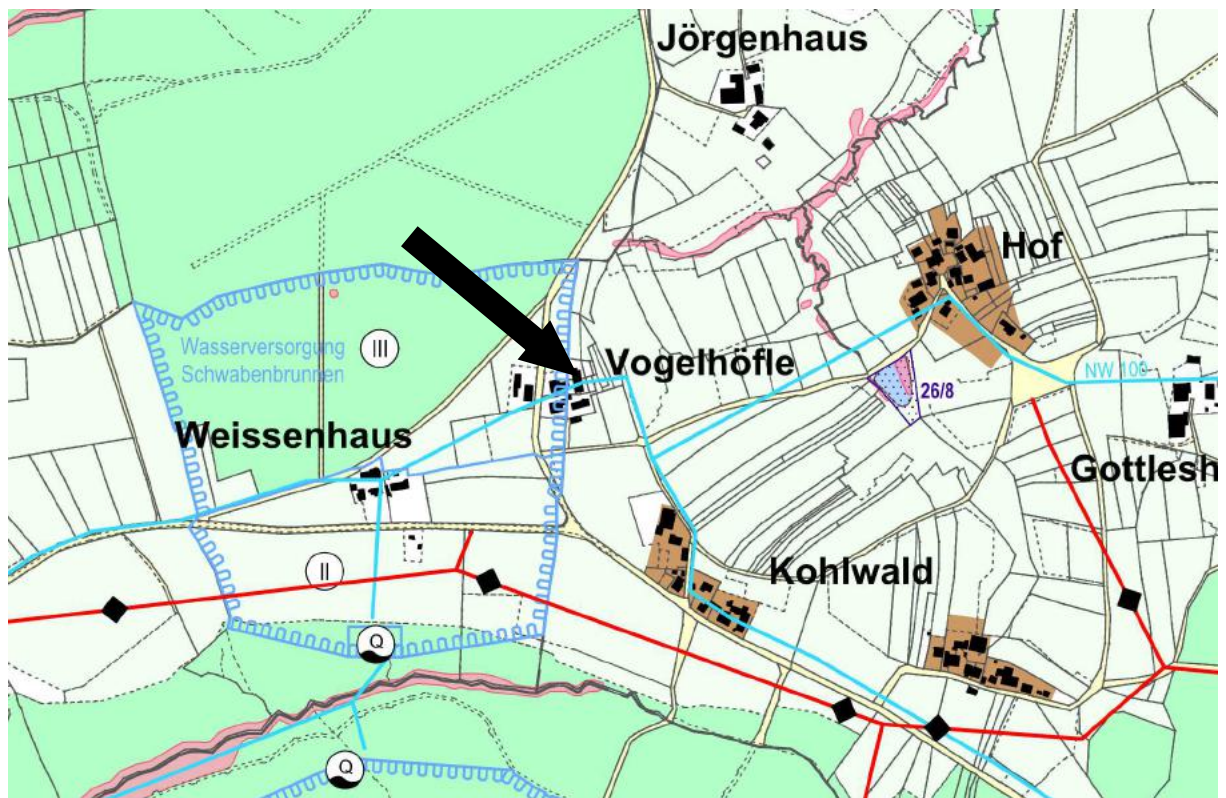 Jörgenhaus
Hof
III
Wasserversorgung
Schwabenbrunnen
Vogelhöfle
NW 100
26/8
Weissenhaus
Gottlesh
II
Kohlwald
Q
Q